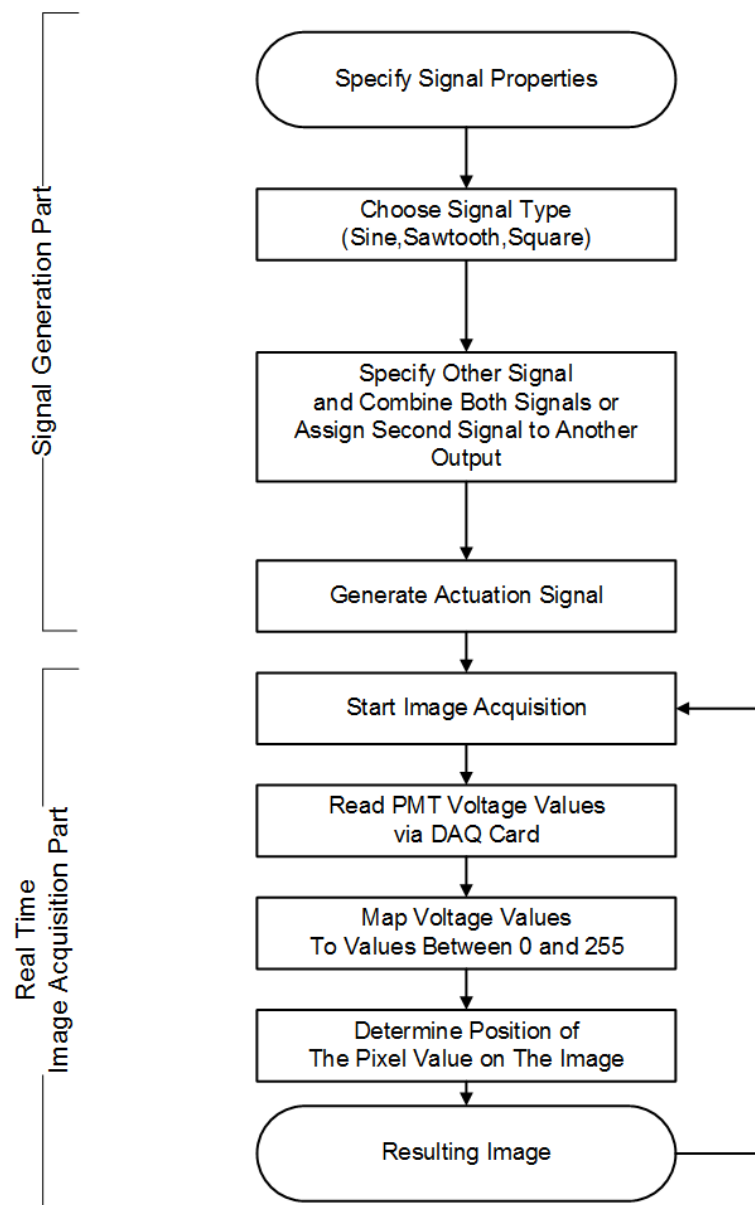 Signal Generation Part
Specify Signal Properties
Choose Signal Type
(Sine,Sawtooth,Square)
Specify Other Signal
and Combine Both Signals or
Assign Second Signal to Another
Output
Generate Actuation Signal
Real Time
Image Acquisition Part
Start Image Acquisition
Read PMT Voltage Values
via DAQ Card
Map Voltage Values
To Values Between 0 and 255
Determine Position of
The Pixel Value on The Image
Resulting Image